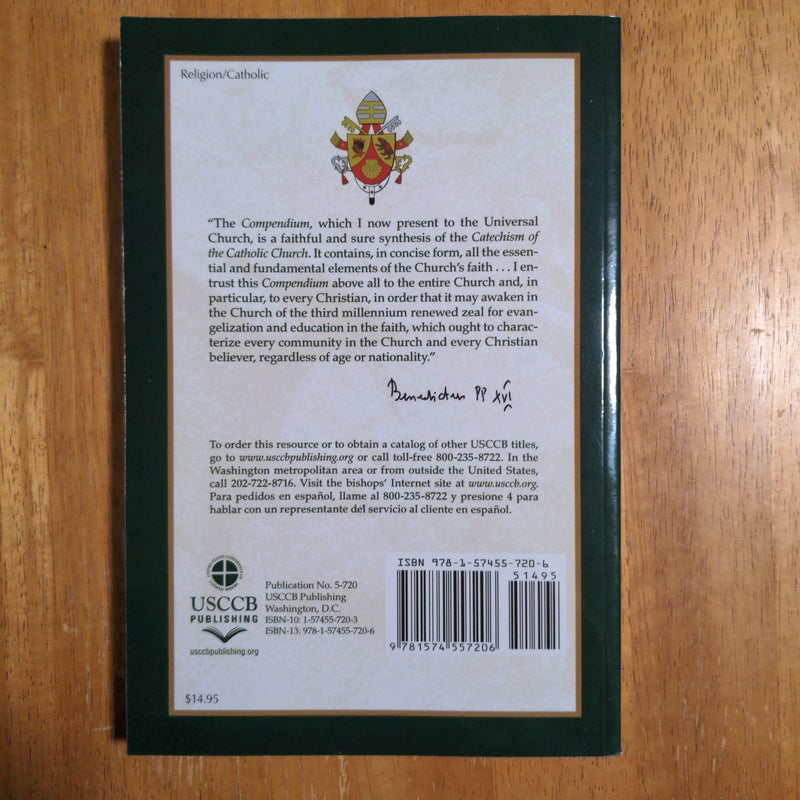 Religion/Catholic
“The Compendium, which I now present to the Universal
Church, is a faithful and sure synthesis of the Catechism of
the Catholic Church. It contains, in concise form, all the essen-
tial and fundamental elements of the Church’s faith . . . I en-
trust this Compendium above all to the entire Church and, in
particular, to every Christian, in order that it may awaken in
the Church of the third millennium renewed zeal for evan-
gelization and education in the faith, which ought to charac-
terize every community in the Church and every Christian
believer, regardless of age or nationality.”
Benedictus PP XVI
To order this resource or to obtain a catalog of other USCCB titles,
go to www.usccbpublishing.org or call toll-free 800-235-8722. In the
Washington metropolitan area or from outside the United States,
call 202-722-8716. Visit the bishops’ Internet site at www.usccb.org.
Para pedidos en español, llame al 800-235-8722 y presione 4 para
hablar con un representante del servicio al cliente en español.
USCCB
PUBLISHING
usccbpublishing.org
Publication No. 5-720
USCCB Publishing
Washington, D.C.
ISBN-10: 1-57455-720-3
ISBN-13: 978-1-57455-720-6
ISBN 978-1-57455-720-6
51495
9 781574 557206
$14.95